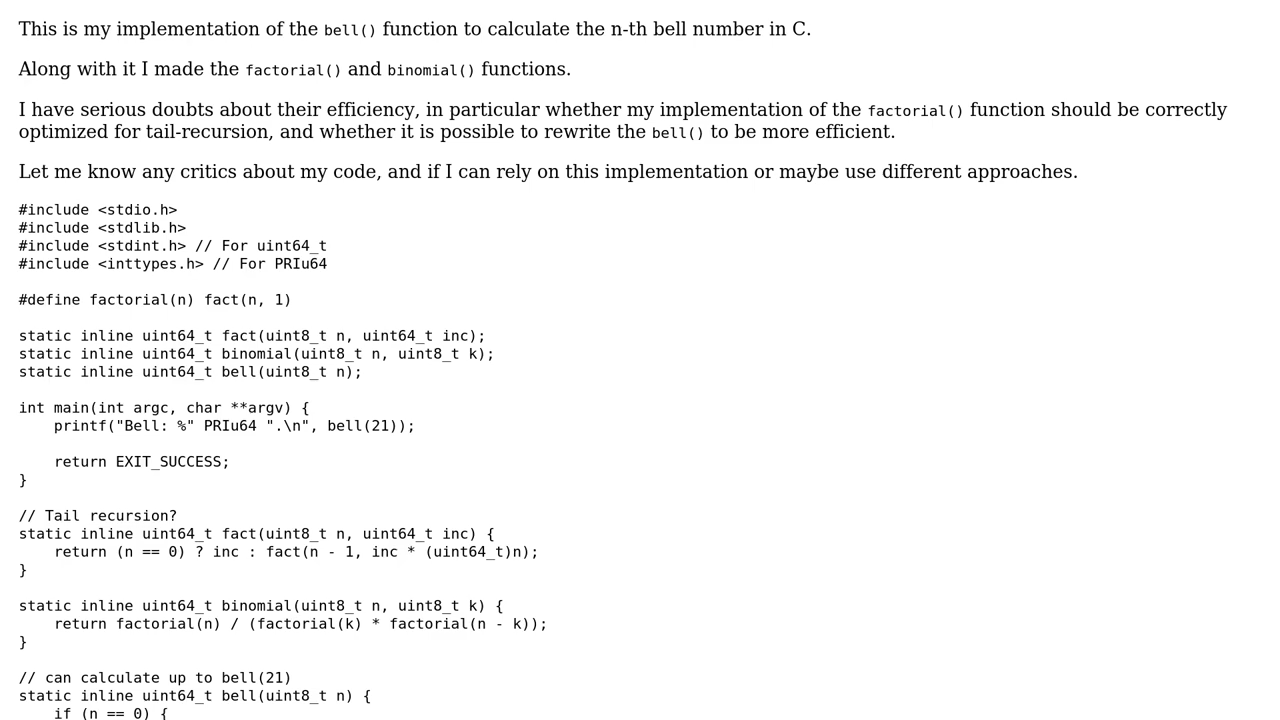 This is my implementation of the bell() function to calculate the n-th bell number in C.
Along with it I made the factorial() and binomial() functions.
I have serious doubts about their efficiency, in particular whether my implementation of the factorial() function should be correctly
optimized for tail-recursion, and whether it is possible to rewrite the bell() to be more efficient.
Let me know any critics about my code, and if I can rely on this implementation or maybe use different approaches.
#include <stdio.h>
#include <stdlib.h>
#include <stdint.h> // For uint64_t
#include <inttypes.h> // For PRIu64
#define factorial(n) fact(n, 1)
static inline uint64_t fact(uint8_t n, uint64_t inc);
static inline uint64_t binomial(uint8_t n, uint8_t k);
static inline uint64_t bell(uint8_t n);
int main(int argc, char **argv) {
    printf("Bell: %" PRIu64 ".\n", bell(21));
    return EXIT_SUCCESS;
}
// Tail recursion?
static inline uint64_t fact(uint8_t n, uint64_t inc) {
    return (n == 0) ? inc : fact(n - 1, inc * (uint64_t)n);
}
static inline uint64_t binomial(uint8_t n, uint8_t k) {
    return factorial(n) / (factorial(k) * factorial(n - k));
}
// can calculate up to bell(21)
static inline uint64_t bell(uint8_t n) {
    if (n == 0) {